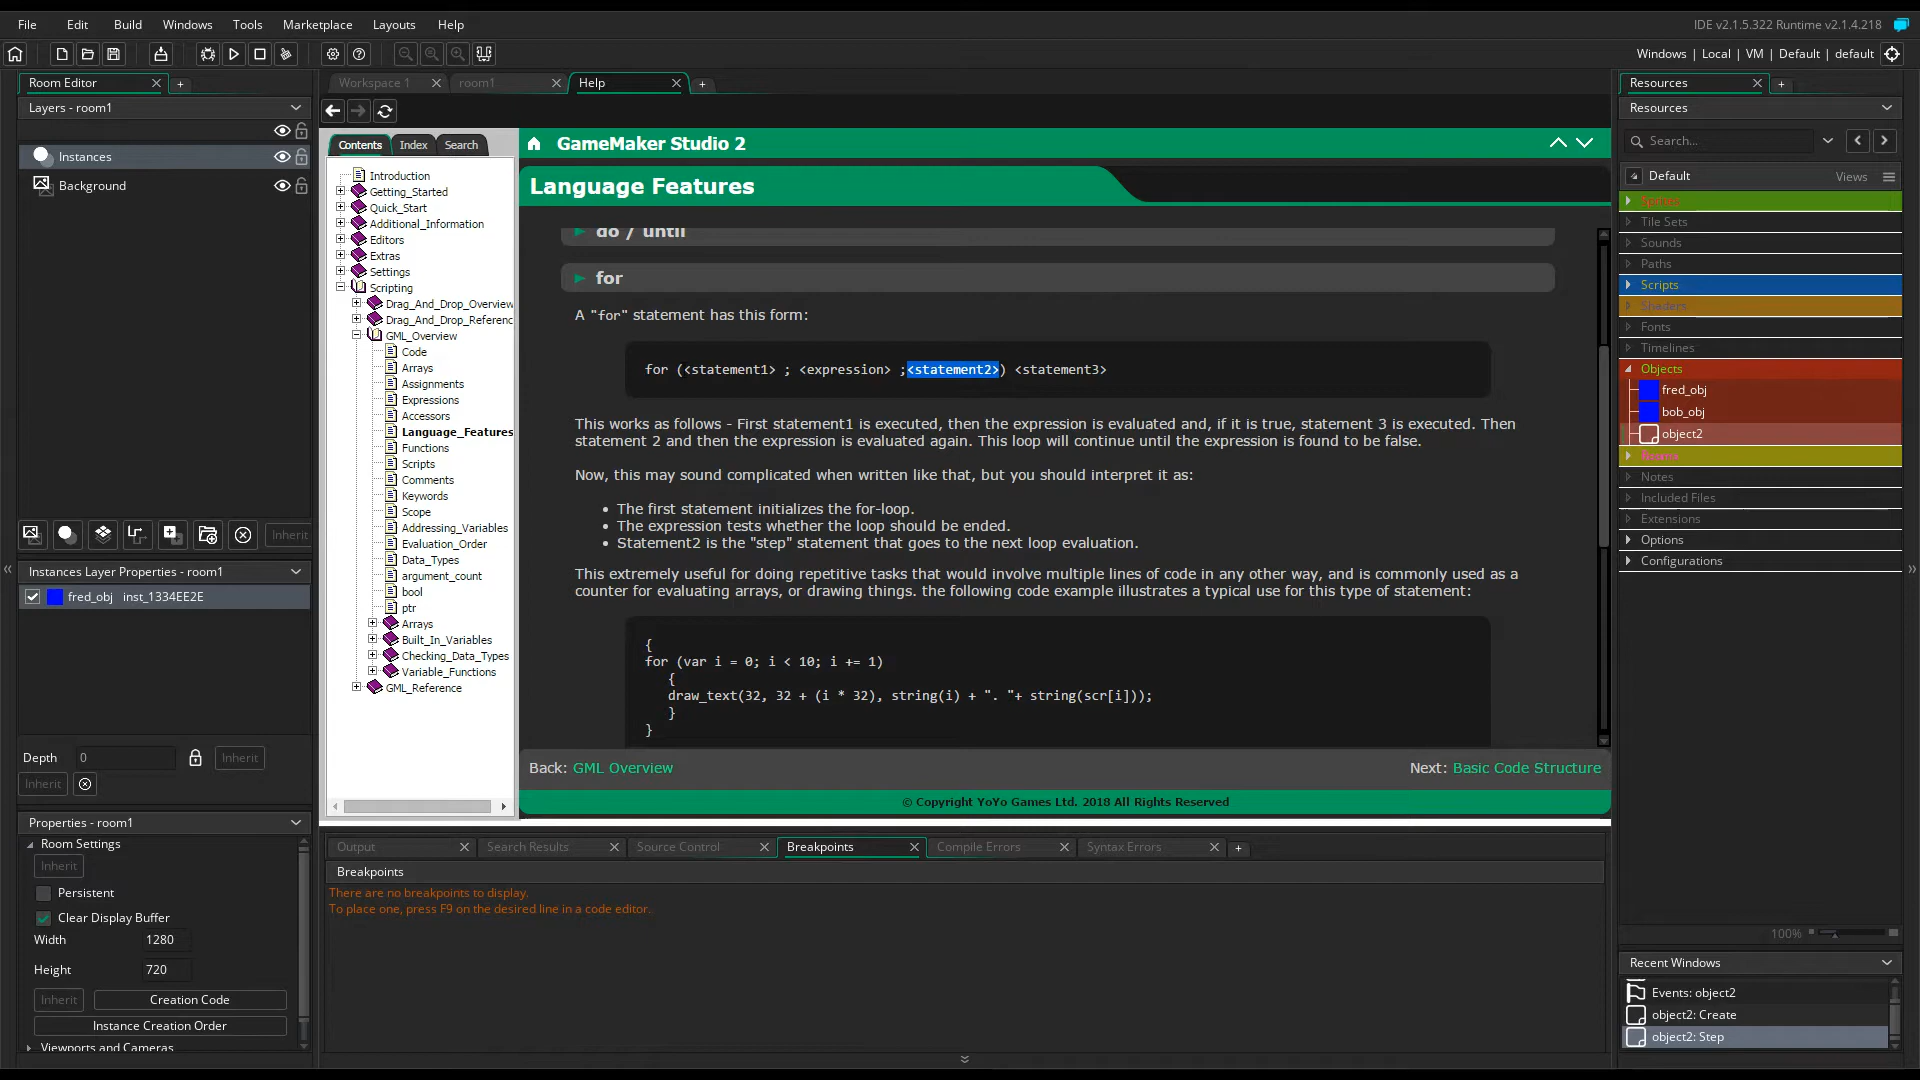 File Edit Build Windows Tools Marketplace Layouts Help
IDE v2.1.5.322 Runtime v2.1.4.218
Windows | Local | VM | Default | default
Room Editor
Layers - room1
Instances
Background
Inherit
Instances Layer Properties - room1
fred_obj inst_1334EE2E
Depth 0 Inherit
Inherit
Properties - room1
Room Settings
Inherit
Persistent
Clear Display Buffer
Width 1280
Height 720
Inherit Creation Code
Instance Creation Order
Viewports and Cameras
Workspace 1 room1 Help
Contents Index Search
Introduction
Getting_Started
Quick_Start
Additional_Information
Editors
Extras
Settings
Scripting
Drag_And_Drop_Overview
Drag_And_Drop_Referenc
GML_Overview
Code
Arrays
Assignments
Expressions
Accessors
Language_Features
Functions
Scripts
Comments
Keywords
Scope
Addressing_Variables
Evaluation_Order
Data_Types
argument_count
bool
ptr
Arrays
Built_In_Variables
Checking_Data_Types
Variable_Functions
GML_Reference
GameMaker Studio 2
Language Features
do / until
for
A "for" statement has this form:
for (<statement1> ; <expression> ;<statement2>) <statement3>
This works as follows - First statement1 is executed, then the expression is evaluated and, if it is true, statement 3 is executed. Then
statement 2 and then the expression is evaluated again. This loop will continue until the expression is found to be false.
Now, this may sound complicated when written like that, but you should interpret it as:
• The first statement initializes the for-loop.
• The expression tests whether the loop should be ended.
• Statement2 is the "step" statement that goes to the next loop evaluation.
This extremely useful for doing repetitive tasks that would involve multiple lines of code in any other way, and is commonly used as a
counter for evaluating arrays, or drawing things. the following code example illustrates a typical use for this type of statement:
{
for (var i = 0; i < 10; i += 1)
{
draw_text(32, 32 + (i * 32), string(i) + ". "+ string(scr[i]));
}
}
Back: GML Overview
Next: Basic Code Structure
© Copyright YoYo Games Ltd. 2018 All Rights Reserved
Output Search Results Source Control Breakpoints Compile Errors Syntax Errors
Breakpoints
There are no breakpoints to display.
To place one, press F9 on the desired line in a code editor.
Resources
Resources
Search...
Default Views
Sprites
Tile Sets
Sounds
Paths
Scripts
Shaders
Fonts
Timelines
Objects
fred_obj
bob_obj
object2
Rooms
Notes
Included Files
Extensions
Options
Configurations
100%
Recent Windows
Events: object2
object2: Create
object2: Step